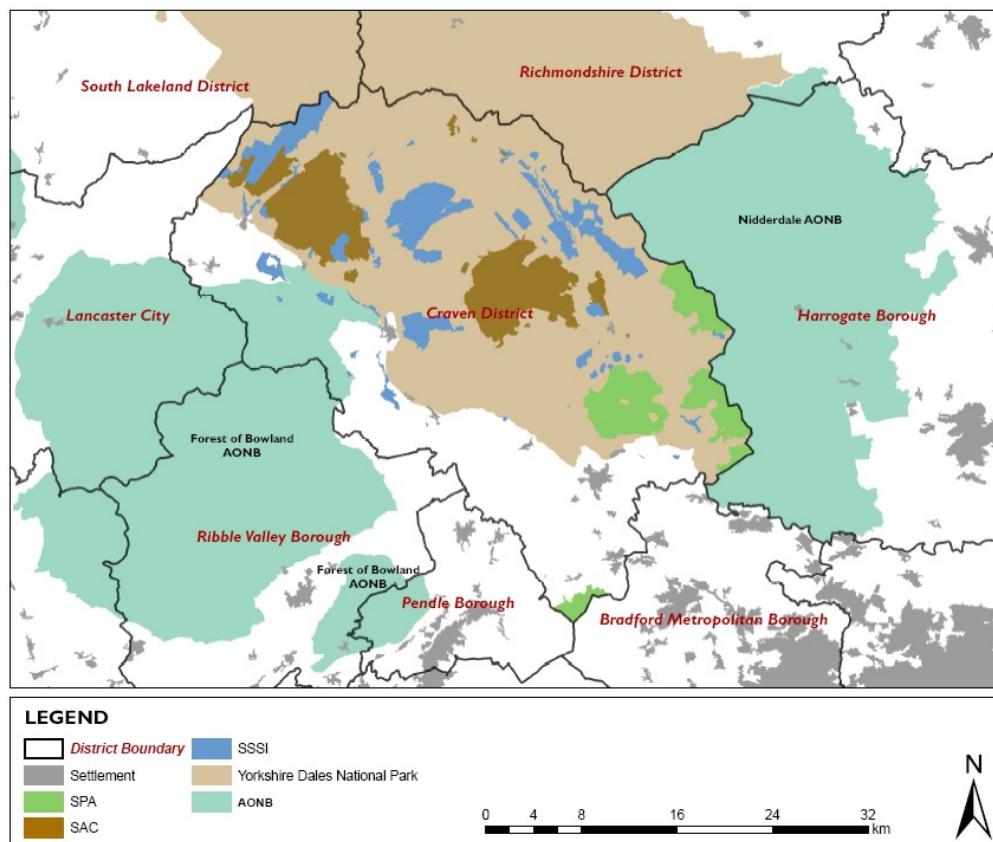 South Lakeland District
Richmondshire District
Nidderdale AONB
Lancaster City
Craven District
Harrogate Borough
Forest of Bowland
AONB
Ribble Valley Borough
Forest of Bowland
AONB
Pendle Borough
Bradford Metropolitan Borough
LEGEND
District Boundary
Settlement
SPA
SAC
SSSI
Yorkshire Dales National Park
AONB
0 4 8 16 24 32
km
N